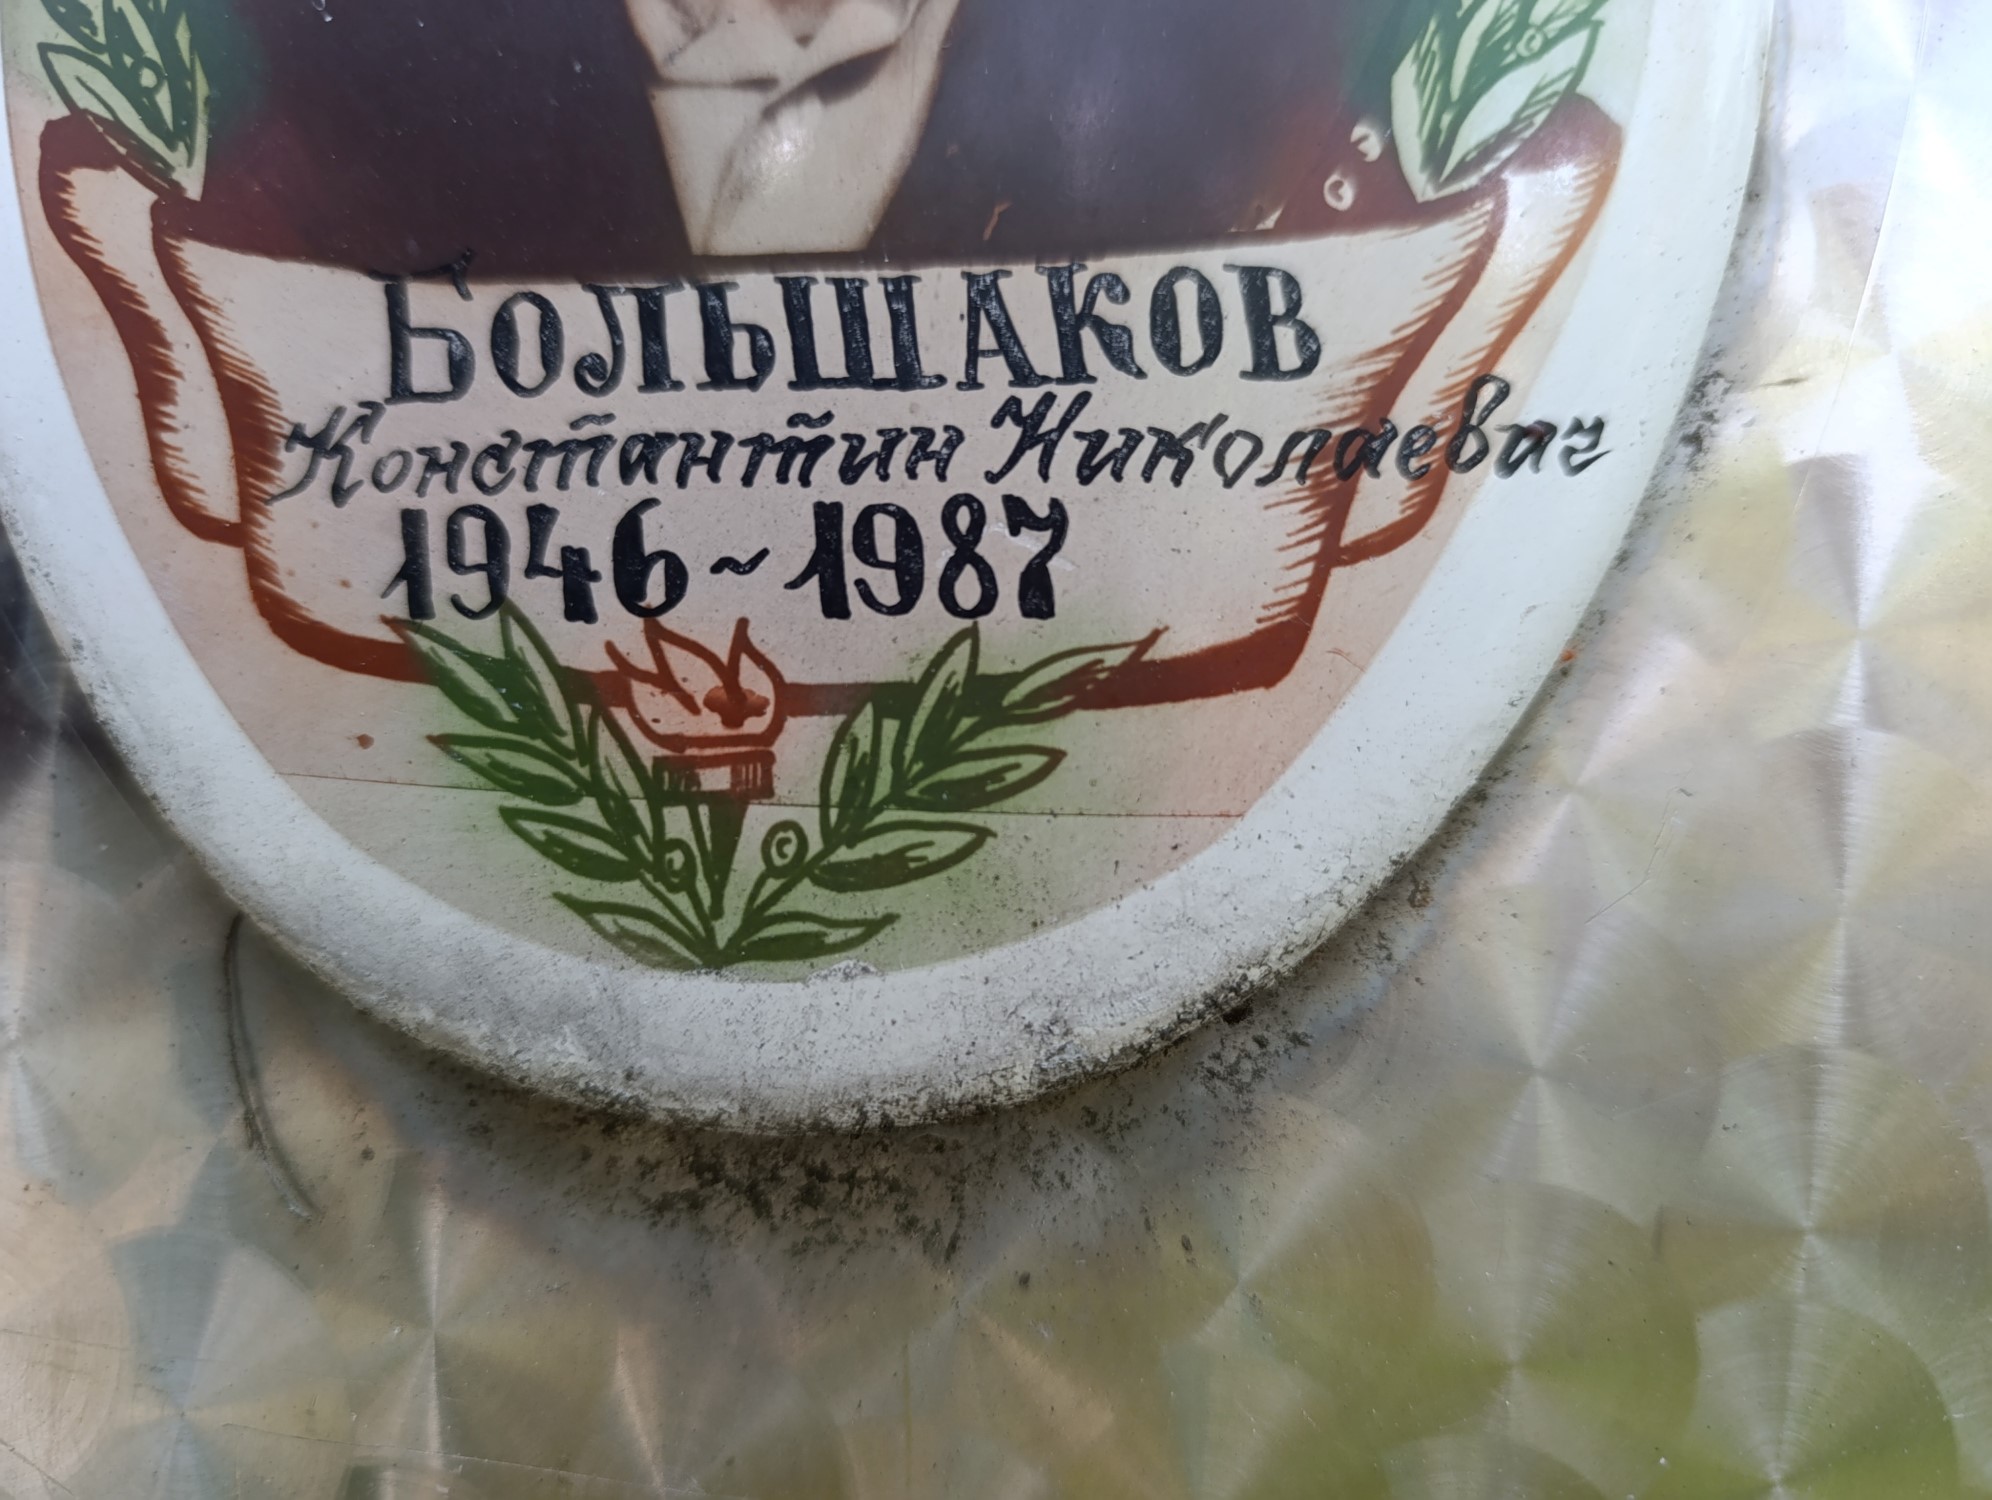 БОЛЬШАКОВ
Константин Николаевич
1946~1987